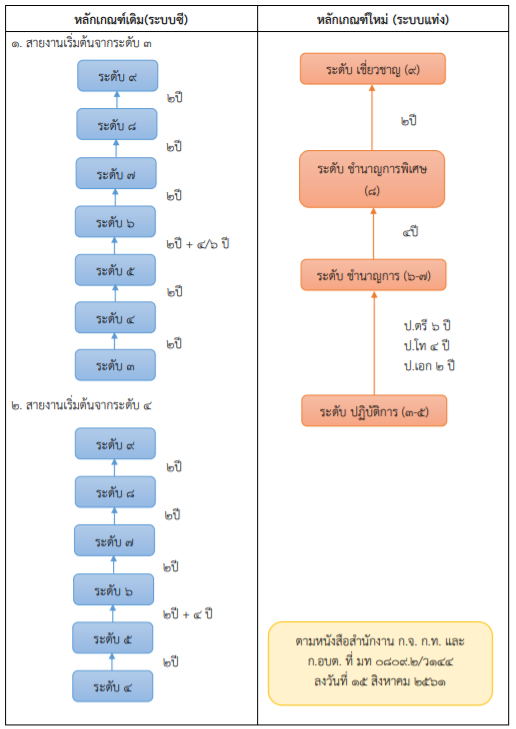 หลักเกณฑ์เดิม(ระบบซี)
๑. สายงานเริ่มต้นจากระดับ ๓
ระดับ ๙
๒ปี
ระดับ ๘
๒ปี
ระดับ ๗
๒ปี
ระดับ ๖
๒ปี + ๔/๖ ปี
ระดับ ๕
๒ปี
ระดับ ๔
๒ปี
ระดับ ๓
๒. สายงานเริ่มต้นจากระดับ ๔
ระดับ ๙
๒ปี
ระดับ ๘
๒ปี
ระดับ ๗
๒ปี
ระดับ ๖
๒ปี + ๔ ปี
ระดับ ๕
๒ปี
ระดับ ๔
หลักเกณฑ์ใหม่ (ระบบแท่ง)
ระดับ เชี่ยวชาญ (๙)
๒ปี
ระดับ ชำนาญการพิเศษ
(๘)
๔ปี
ระดับ ชำนาญการ (๖-๗)
ป.ตรี ๖ ปี
ป.โท ๔ ปี
ป.เอก ๒ ปี
ระดับ ปฏิบัติการ (๓-๕)
ตามหนังสือสำนักงาน ก.จ. ก.ท. และ
ก.อบต. ที่ มท ๐๘๐๙.๒/ว๑๔๔
ลงวันที่ ๑๕ สิงหาคม ๒๕๖๑